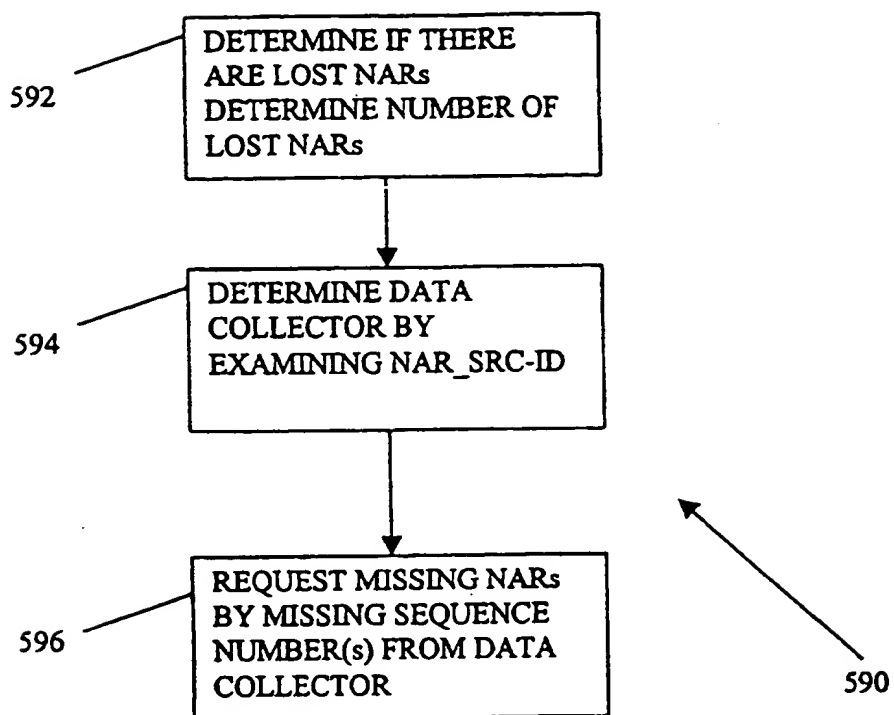 592
DETERMINE IF THERE
ARE LOST NARs
DETERMINE NUMBER OF
LOST NARs
594
DETERMINE DATA
COLLECTOR BY
EXAMINING NAR_SRC-ID
596
REQUEST MISSING NARs
BY MISSING SEQUENCE
NUMBER(s) FROM DATA
COLLECTOR
590